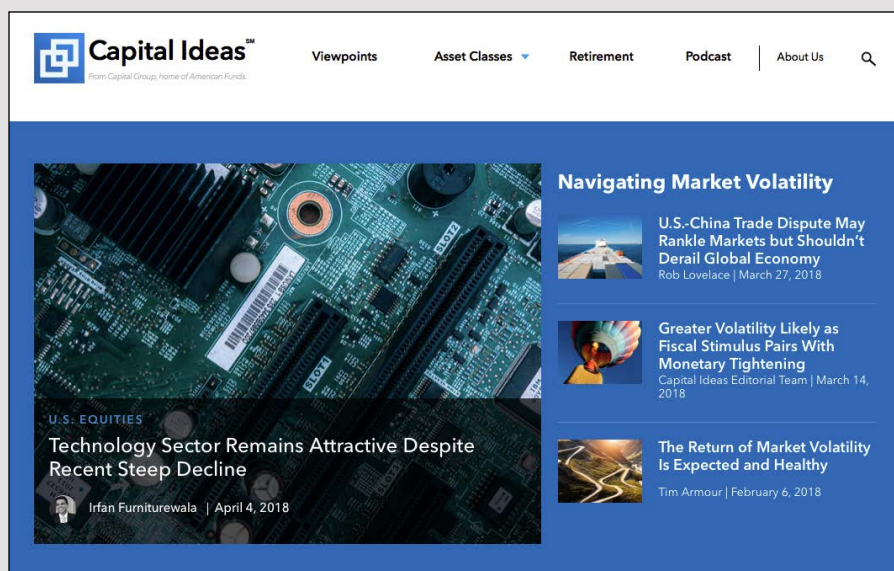 Capital Ideas℠
From Capital Group, home of American Funds.
Viewpoints
Asset Classes
Retirement
Podcast
About Us
SLOT2
SLOT1
U.S. EQUITIES
Technology Sector Remains Attractive Despite
Recent Steep Decline
Irfan Furniturewala | April 4, 2018
Navigating Market Volatility
U.S.-China Trade Dispute May
Rankle Markets but Shouldn't
Derail Global Economy
Rob Lovelace | March 27, 2018
Greater Volatility Likely as
Fiscal Stimulus Pairs With
Monetary Tightening
Capital Ideas Editorial Team | March 14,
2018
The Return of Market Volatility
Is Expected and Healthy
Tim Armour | February 6, 2018